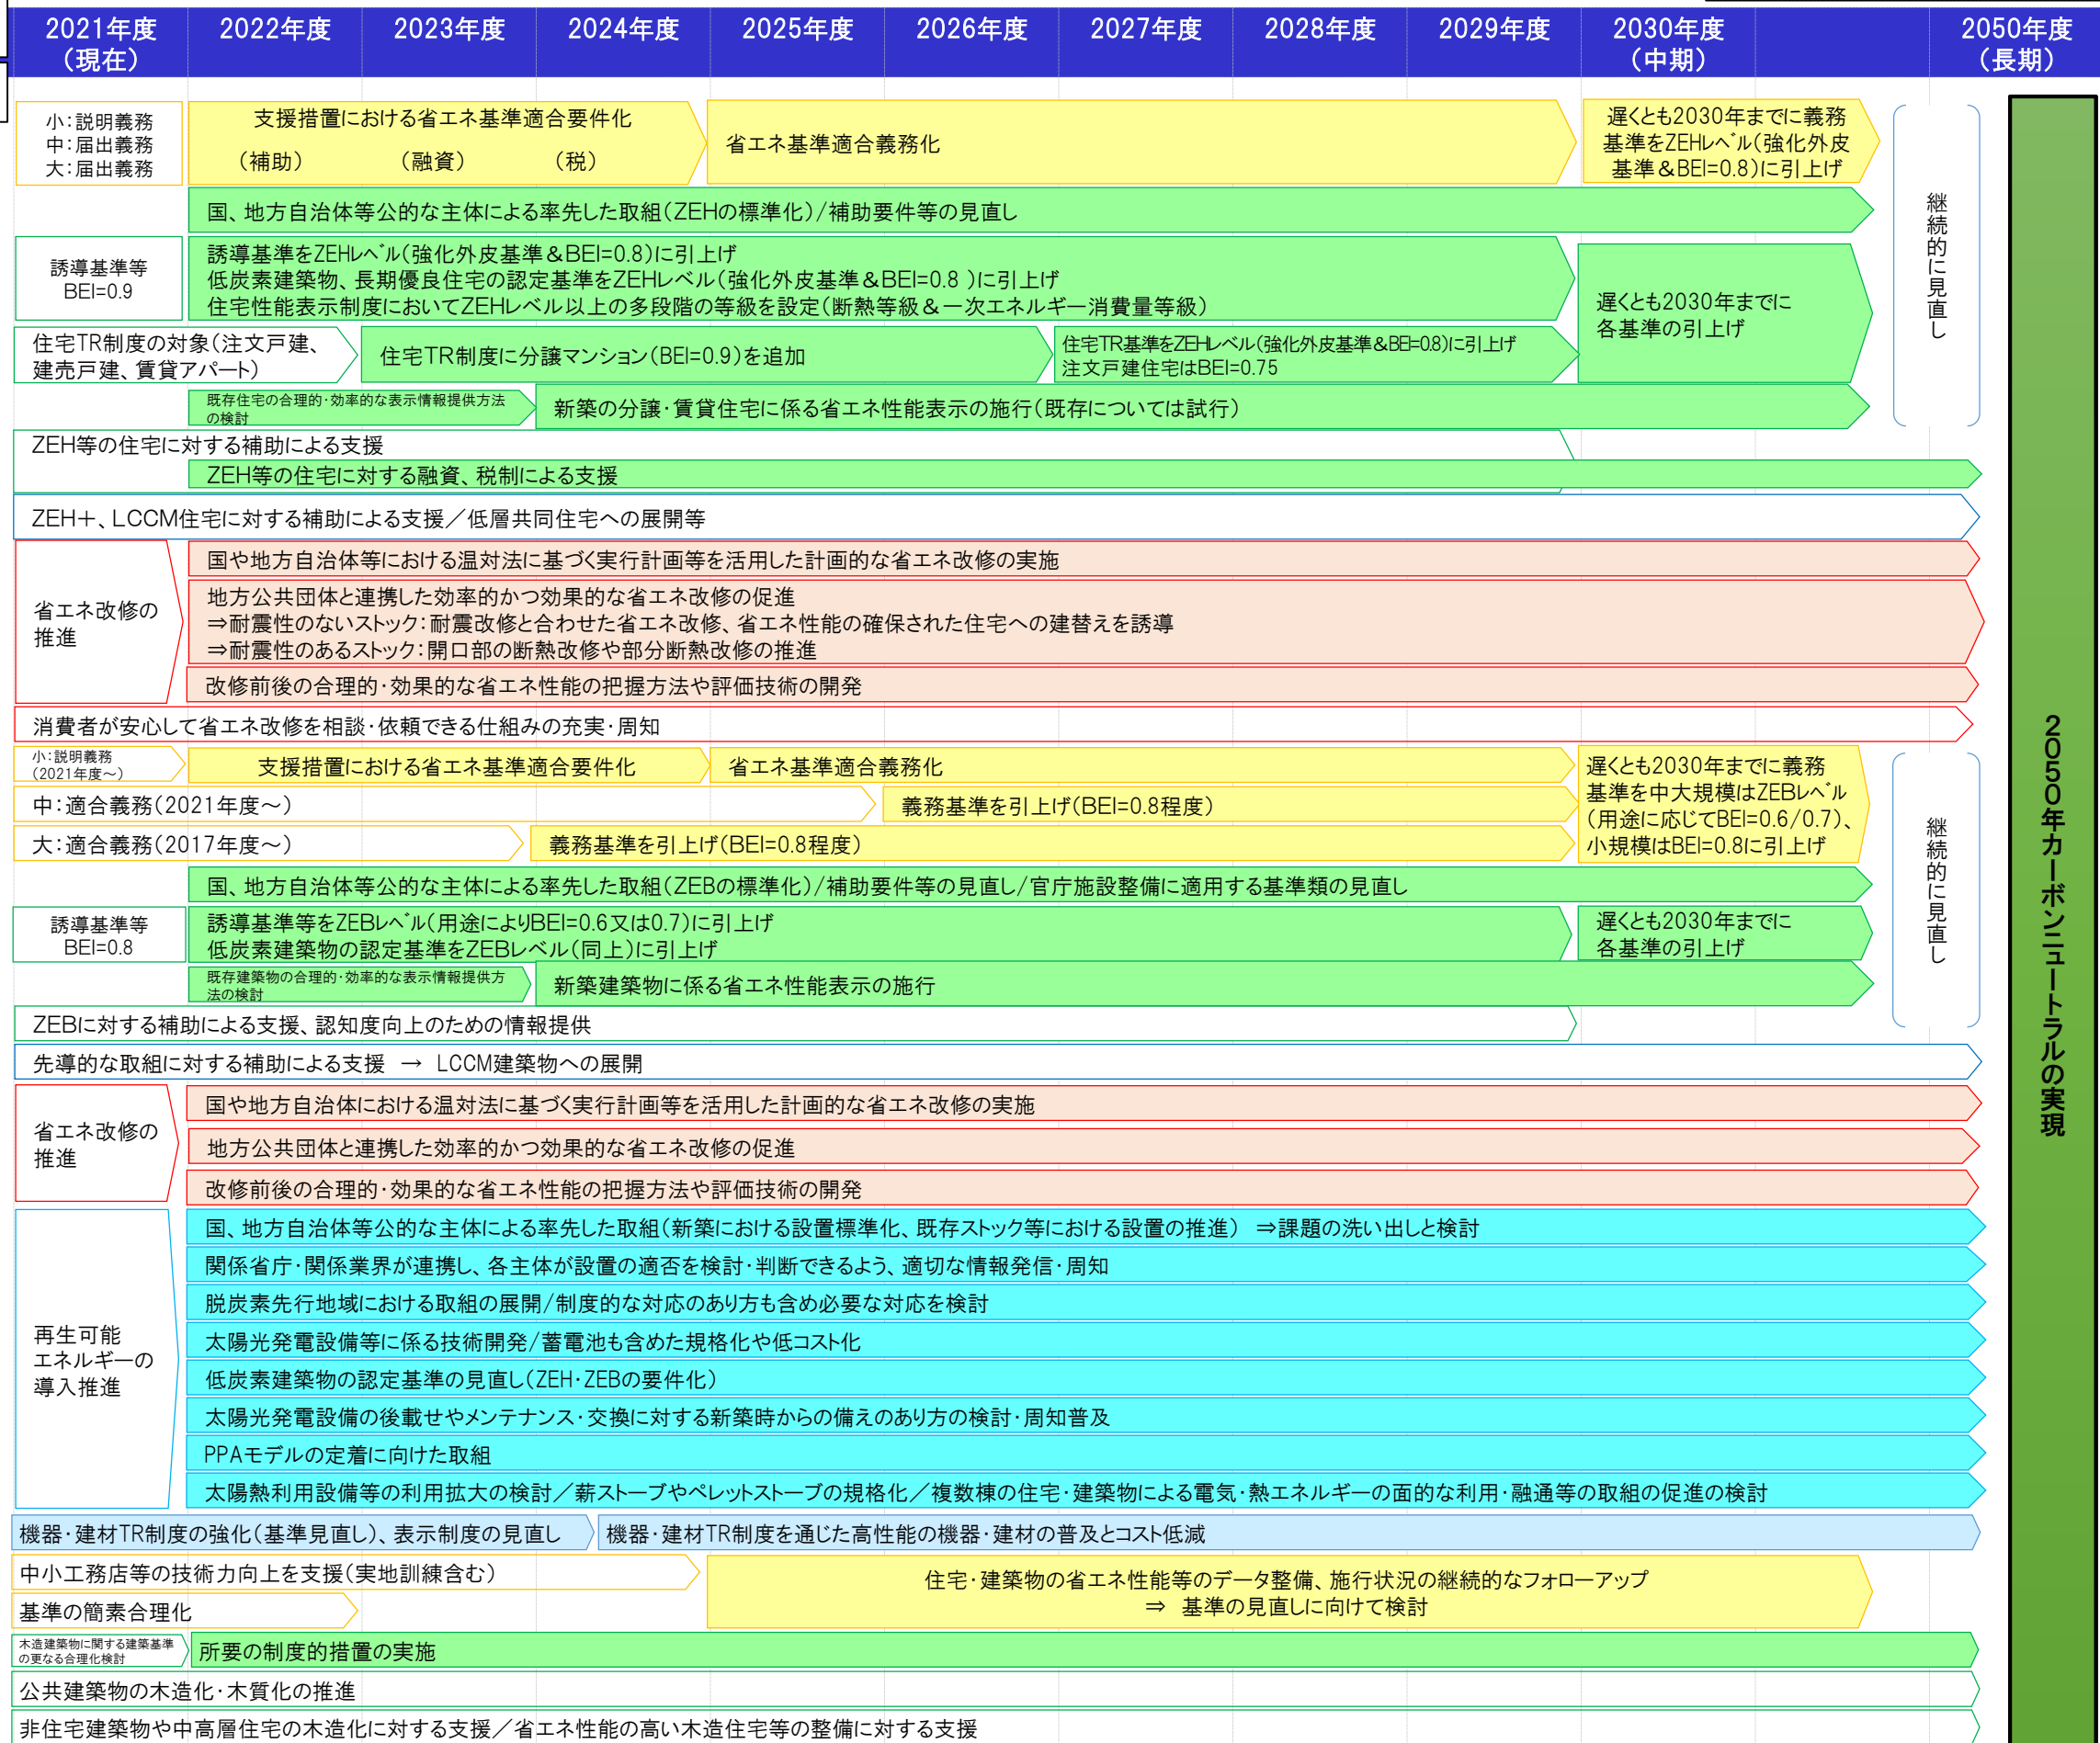 2021年度
（現在）
2022年度
2023年度
2024年度
2025年度
2026年度
2027年度
2028年度
2029年度
2030年度
（中期）
2050年度
（長期）
小：説明義務
中：届出義務
大：届出義務
支援措置における省エネ基準適合要件化
（補助）　（融資）　（税）
省エネ基準適合義務化
遅くとも2030年までに義務
基準をZEHレベル（強化外皮
基準＆BEI=0.8）に引上げ
国、地方自治体等公的な主体による率先した取組（ZEHの標準化）/補助要件等の見直し
誘導基準等
BEI=0.9
誘導基準をZEHレベル（強化外皮基準＆BEI=0.8）に引上げ
低炭素建築物、長期優良住宅の認定基準をZEHレベル（強化外皮基準＆BEI=0.8 ）に引上げ
住宅性能表示制度においてZEHレベル以上の多段階の等級を設定（断熱等級＆一次エネルギー消費量等級）
遅くとも2030年までに
各基準の引上げ
住宅TR制度の対象（注文戸建、
建売戸建、賃貸アパート）
住宅TR制度に分譲マンション（BEI=0.9）を追加
住宅TR基準をZEHレベル（強化外皮基準＆BEI=0.8）に引上げ
注文戸建住宅はBEI=0.75
既存住宅の合理的・効率的な表示情報提供方法
の検討
新築の分譲・賃貸住宅に係る省エネ性能表示の施行（既存については試行）
継続的に見直し
ZEH等の住宅に対する補助による支援
ZEH等の住宅に対する融資、税制による支援
ZEH＋、LCCM住宅に対する補助による支援／低層共同住宅への展開等
省エネ改修の
推進
国や地方自治体等における温対法に基づく実行計画等を活用した計画的な省エネ改修の実施
地方公共団体と連携した効率的かつ効果的な省エネ改修の促進
⇒耐震性のないストック：耐震改修と合わせた省エネ改修、省エネ性能の確保された住宅への建替えを誘導
⇒耐震性のあるストック：開口部の断熱改修や部分断熱改修の推進
改修前後の合理的・効果的な省エネ性能の把握方法や評価技術の開発
消費者が安心して省エネ改修を相談・依頼できる仕組みの充実・周知
小：説明義務
（2021年度～）
支援措置における省エネ基準適合要件化
省エネ基準適合義務化
遅くとも2030年までに義務
基準を中大規模はZEBレベル
（用途に応じてBEI=0.6/0.7）、
小規模はBEI=0.8に引上げ
中：適合義務（2021年度～）
義務基準を引上げ（BEI=0.8程度）
大：適合義務（2017年度～）
義務基準を引上げ（BEI=0.8程度）
国、地方自治体等公的な主体による率先した取組（ZEBの標準化）/補助要件等の見直し/官庁施設整備に適用する基準類の見直し
誘導基準等
BEI=0.8
誘導基準等をZEBレベル（用途によりBEI=0.6又は0.7）に引上げ
低炭素建築物の認定基準をZEBレベル（同上）に引上げ
遅くとも2030年までに
各基準の引上げ
既存建築物の合理的・効率的な表示情報提供方
法の検討
新築建築物に係る省エネ性能表示の施行
継続的に見直し
ZEBに対する補助による支援、認知度向上のための情報提供
先導的な取組に対する補助による支援　→　LCCM建築物への展開
省エネ改修の
推進
国や地方自治体における温対法に基づく実行計画等を活用した計画的な省エネ改修の実施
地方公共団体と連携した効率的かつ効果的な省エネ改修の促進
改修前後の合理的・効果的な省エネ性能の把握方法や評価技術の開発
再生可能
エネルギーの
導入推進
国、地方自治体等公的な主体による率先した取組（新築における設置標準化、既存ストック等における設置の推進）　⇒課題の洗い出しと検討
関係省庁・関係業界が連携し、各主体が設置の適否を検討・判断できるよう、適切な情報発信・周知
脱炭素先行地域における取組の展開/制度的な対応のあり方も含め必要な対応を検討
太陽光発電設備等に係る技術開発/蓄電池も含めた規格化や低コスト化
低炭素建築物の認定基準の見直し（ZEH・ZEBの要件化）
太陽光発電設備の後載せやメンテナンス・交換に対する新築時からの備えのあり方の検討・周知普及
PPAモデルの定着に向けた取組
太陽熱利用設備等の利用拡大の検討／薪ストーブやペレットストーブの規格化／複数棟の住宅・建築物による電気・熱エネルギーの面的な利用・融通等の取組の促進の検討
機器・建材TR制度の強化（基準見直し）、表示制度の見直し
機器・建材TR制度を通じた高性能の機器・建材の普及とコスト低減
中小工務店等の技術力向上を支援（実地訓練含む）
基準の簡素合理化
住宅・建築物の省エネ性能等のデータ整備、施行状況の継続的なフォローアップ
⇒　基準の見直しに向けて検討
木造建築物に関する建築基準
の更なる合理化検討
所要の制度的措置の実施
公共建築物の木造化・木質化の推進
非住宅建築物や中高層住宅の木造化に対する支援／省エネ性能の高い木造住宅等の整備に対する支援
2050年カーボンニュートラルの実現